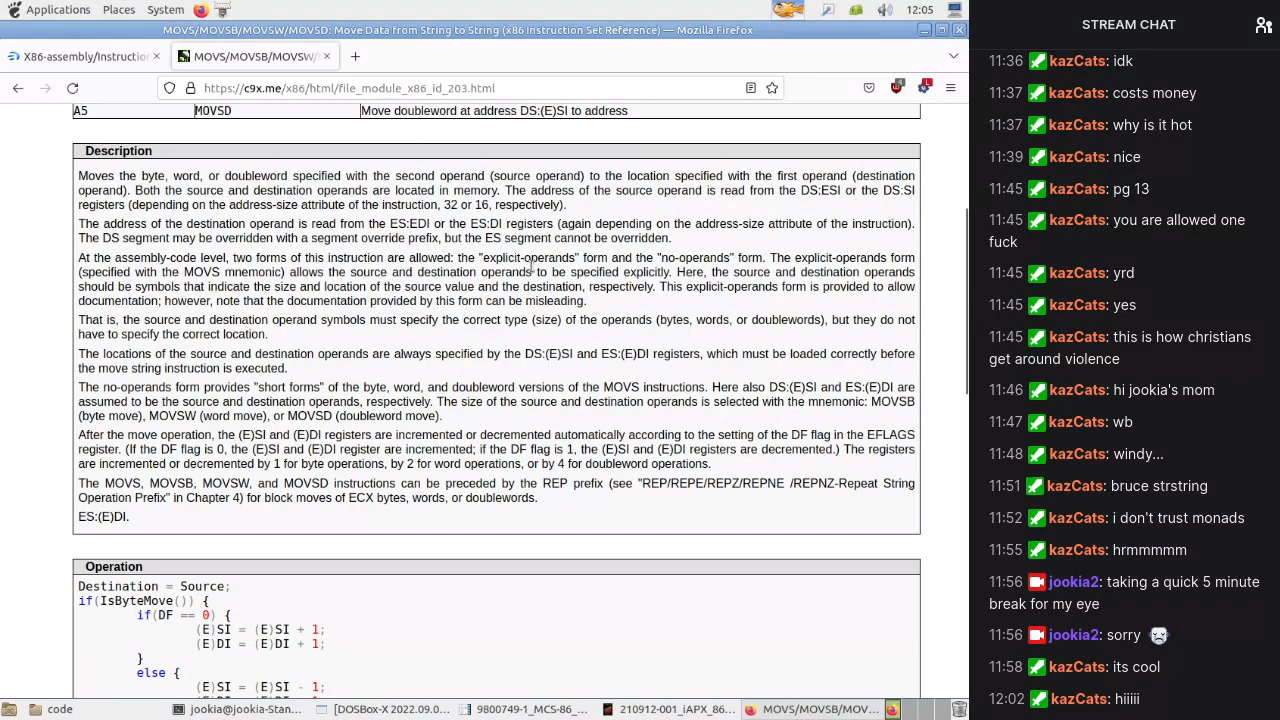 Applications Places System 12:05
MOVS/MOVSB/MOVSW/MOVSD: Move Data from String to String (x86 Instruction Set Reference) — Mozilla Firefox
X86-assembly/Instruction MOVS/MOVSB/MOVSW/M
https://c9x.me/x86/html/file_module_x86_id_203.html
A5 MOVSD Move doubleword at address DS:(E)SI to address
Description
Moves the byte, word, or doubleword specified with the second operand (source operand) to the location specified with the first operand (destination
operand). Both the source and destination operands are located in memory. The address of the source operand is read from the DS:ESI or the DS:SI
registers (depending on the address-size attribute of the instruction, 32 or 16, respectively).
The address of the destination operand is read from the ES:EDI or the ES:DI registers (again depending on the address-size attribute of the instruction).
The DS segment may be overridden with a segment override prefix, but the ES segment cannot be overridden.
At the assembly-code level, two forms of this instruction are allowed: the "explicit-operands" form and the "no-operands" form. The explicit-operands form
(specified with the MOVS mnemonic) allows the source and destination operands to be specified explicitly. Here, the source and destination operands
should be symbols that indicate the size and location of the source value and the destination, respectively. This explicit-operands form is provided to allow
documentation; however, note that the documentation provided by this form can be misleading.
That is, the source and destination operand symbols must specify the correct type (size) of the operands (bytes, words, or doublewords), but they do not
have to specify the correct location.
The locations of the source and destination operands are always specified by the DS:(E)SI and ES:(E)DI registers, which must be loaded correctly before
the move string instruction is executed.
The no-operands form provides "short forms" of the byte, word, and doubleword versions of the MOVS instructions. Here also DS:(E)SI and ES:(E)DI are
assumed to be the source and destination operands, respectively. The size of the source and destination operands is selected with the mnemonic: MOVSB
(byte move), MOVSW (word move), or MOVSD (doubleword move).
After the move operation, the (E)SI and (E)DI registers are incremented or decremented automatically according to the setting of the DF flag in the EFLAGS
register. (If the DF flag is 0, the (E)SI and (E)DI register are incremented; if the DF flag is 1, the (E)SI and (E)DI registers are decremented.) The registers
are incremented or decremented by 1 for byte operations, by 2 for word operations, or by 4 for doubleword operations.
The MOVS, MOVSB, MOVSW, and MOVSD instructions can be preceded by the REP prefix (see "REP/REPE/REPZ/REPNE /REPNZ-Repeat String
Operation Prefix" in Chapter 4) for block moves of ECX bytes, words, or doublewords.
ES:(E)DI.
Operation
Destination = Source;
if(IsByteMove()) {
if(DF == 0) {
(E)SI = (E)SI + 1;
(E)DI = (E)DI + 1;
}
else {
(E)SI = (E)SI - 1;
code jookia@jookia-Stan... [DOSBOX-2022.09.0... 9800749-1_MCS-86_... 210912-001_iAPX_86... MOVS/MOVSB/MOV...
STREAM CHAT
11:36 kazCats: idk
11:37 kazCats: costs money
11:37 kazCats: why is it hot
11:39 kazCats: nice
11:45 kazCats: pg 13
11:45 kazCats: you are allowed one
fuck
11:45 kazCats: yrd
11:45 kazCats: yes
11:45 kazCats: this is how christians
get around violence
11:46 kazCats: hi jookia's mom
11:47 kazCats: wb
11:48 kazCats: windy...
11:51 kazCats: bruce strstring
11:52 kazCats: i don't trust monads
11:55 kazCats: hrmmmmm
11:56 jookia2: taking a quick 5 minute
break for my eye
11:56 jookia2: sorry
11:58 kazCats: its cool
12:02 kazCats: hiiiii